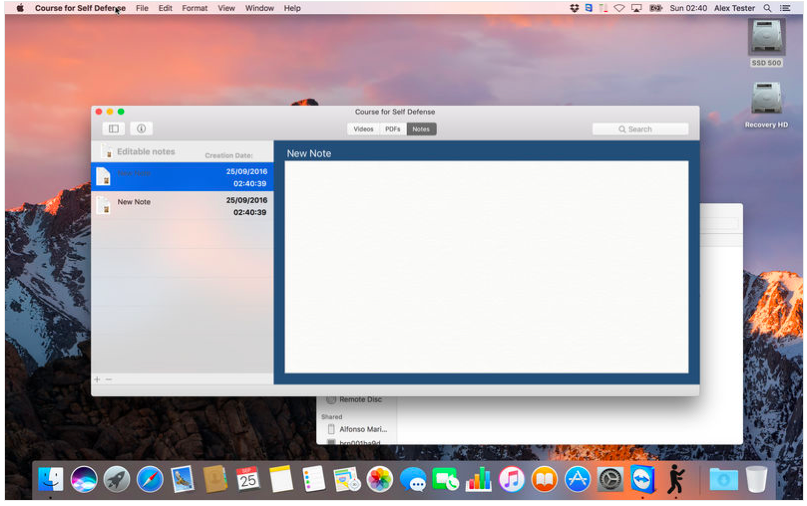 Course for Self Defense File Edit Format View Window Help Sun 02:40 Alex Tester
SSD 500
Recovery HD
Course for Self Defense
Videos PDFs Notes Search
Editable notes Creation Date:
New Note
New Note 25/09/2016
02:40:39
New Note 25/09/2016
02:40:39
Remote Disc
Shared
Alfonso Mari...
SEP
25